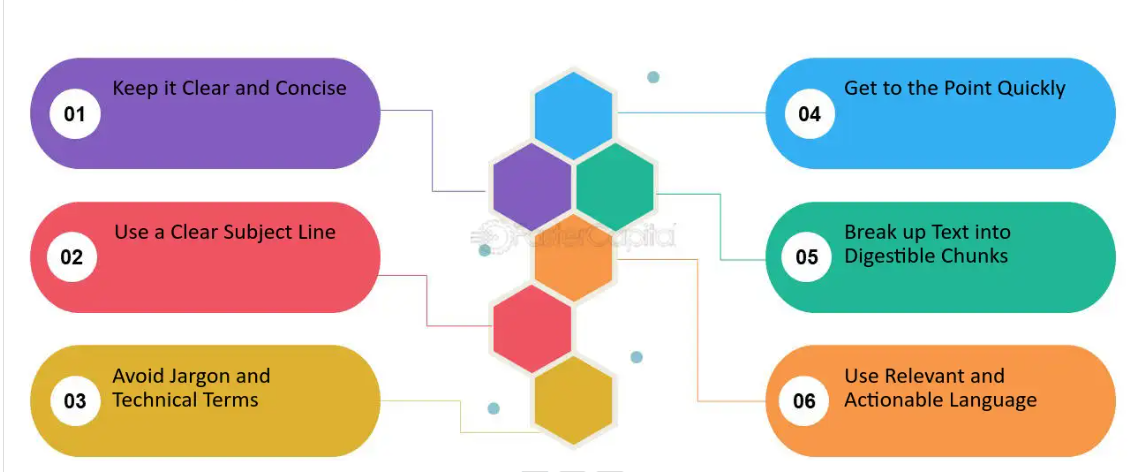 01
Keep it Clear and Concise
02
Use a Clear Subject Line
03
Avoid Jargon and
Technical Terms
04
Get to the Point Quickly
05
Break up Text into
Digestible Chunks
06
Use Relevant and
Actionable Language
FasterCapital